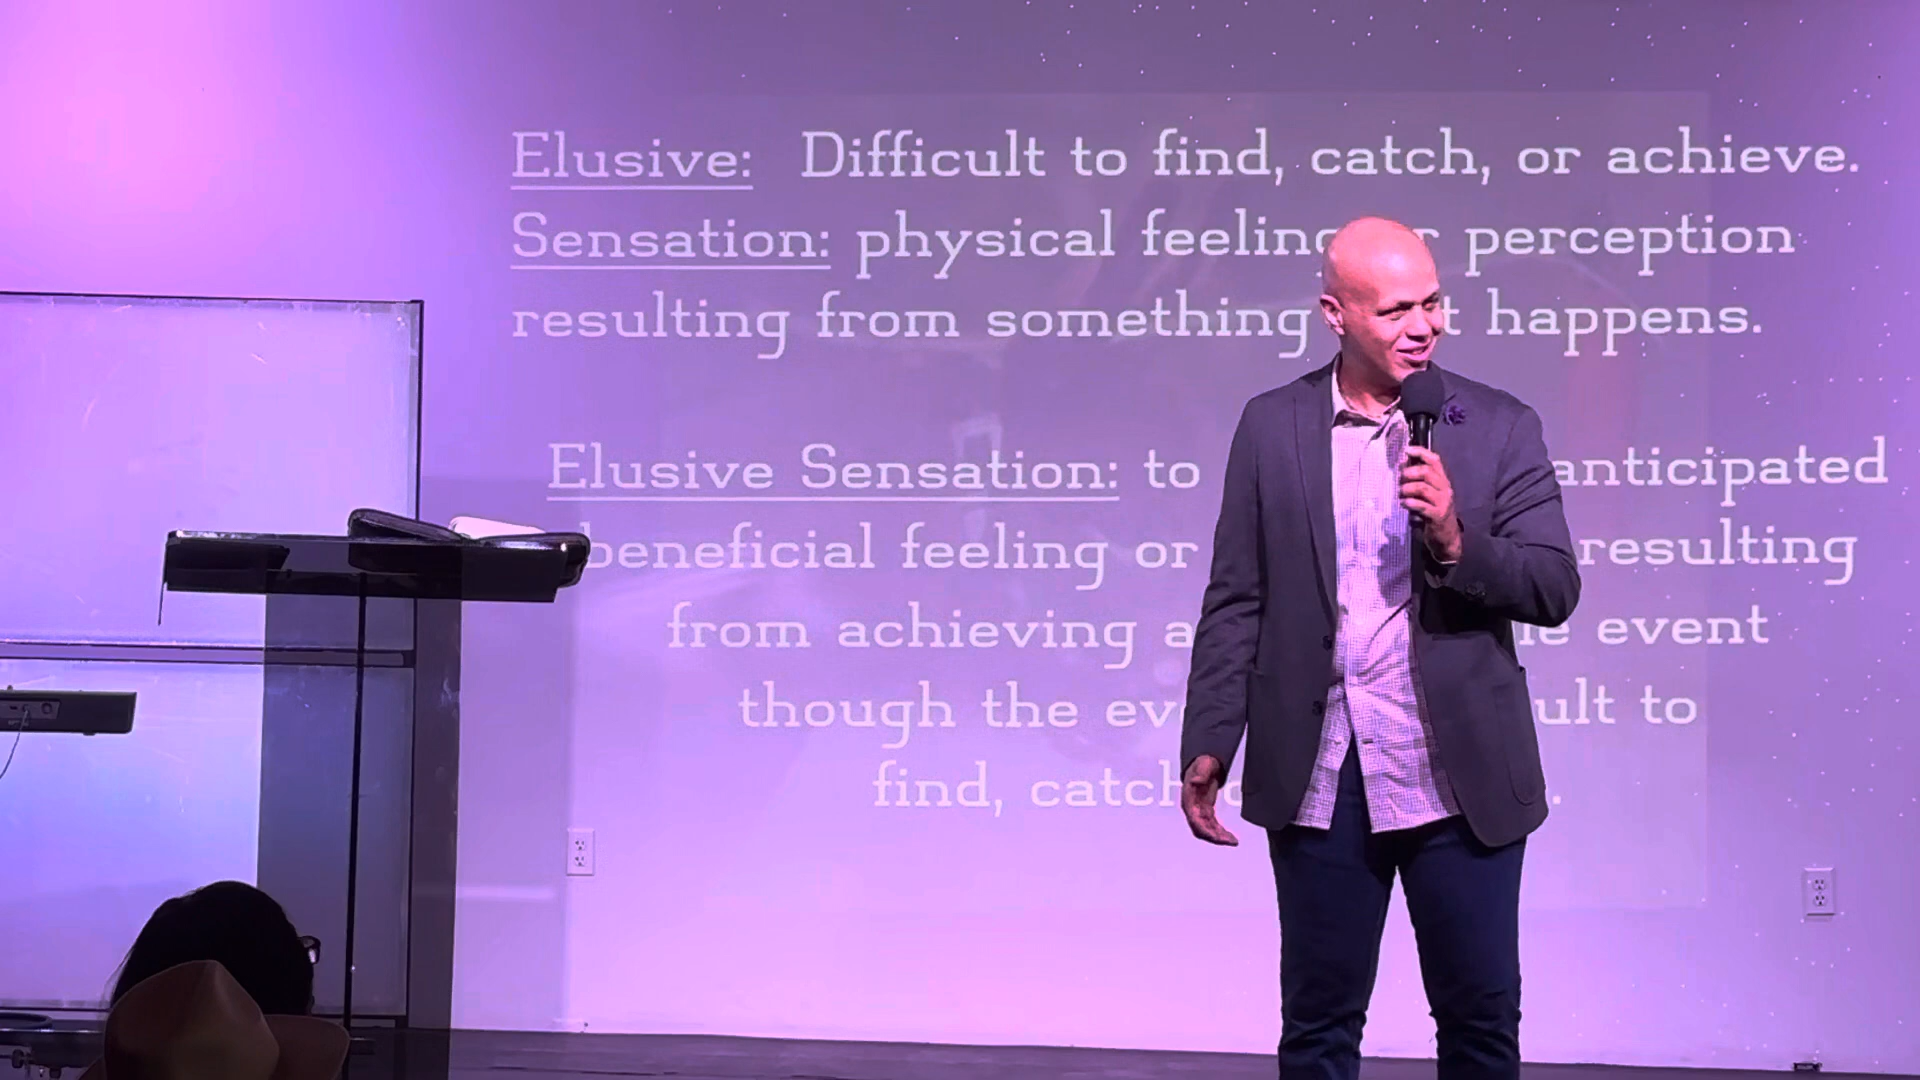 Elusive: Difficult to find, catch, or achieve.
Sensation: physical feeling perception
resulting from something happens.
Elusive Sensation: to anticipated
beneficial feeling or resulting
from achieving a event
though the to
find, catch